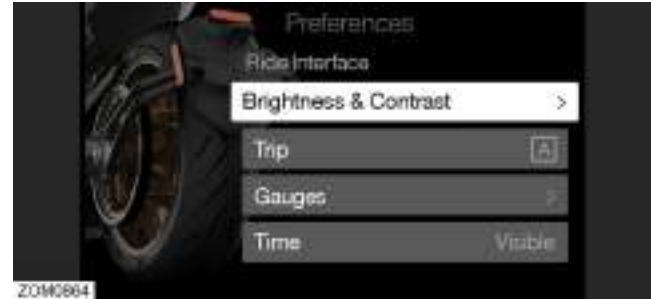 Preferences
Ride Interface
Brightness & Contrast >
Trip A
Gauges >
Time Visible
ZOM0864